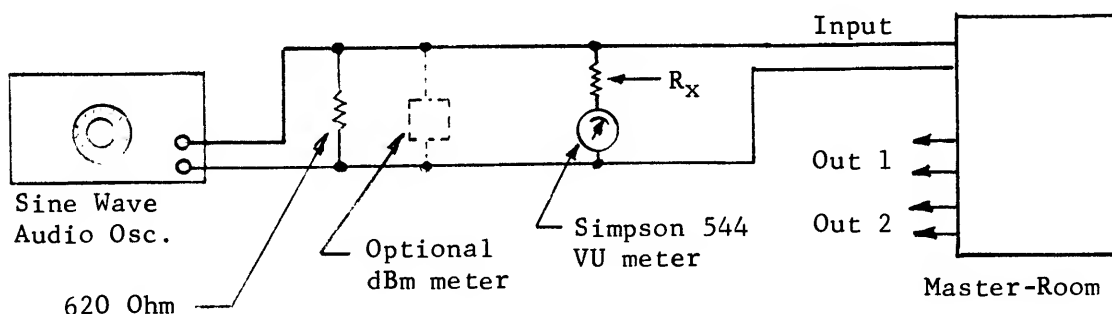 Input
R_x
Out 1
Out 2
Sine Wave
Audio Osc.
Optional
dBm meter
Simpson 544
VU meter
620 Ohm
Master-Room